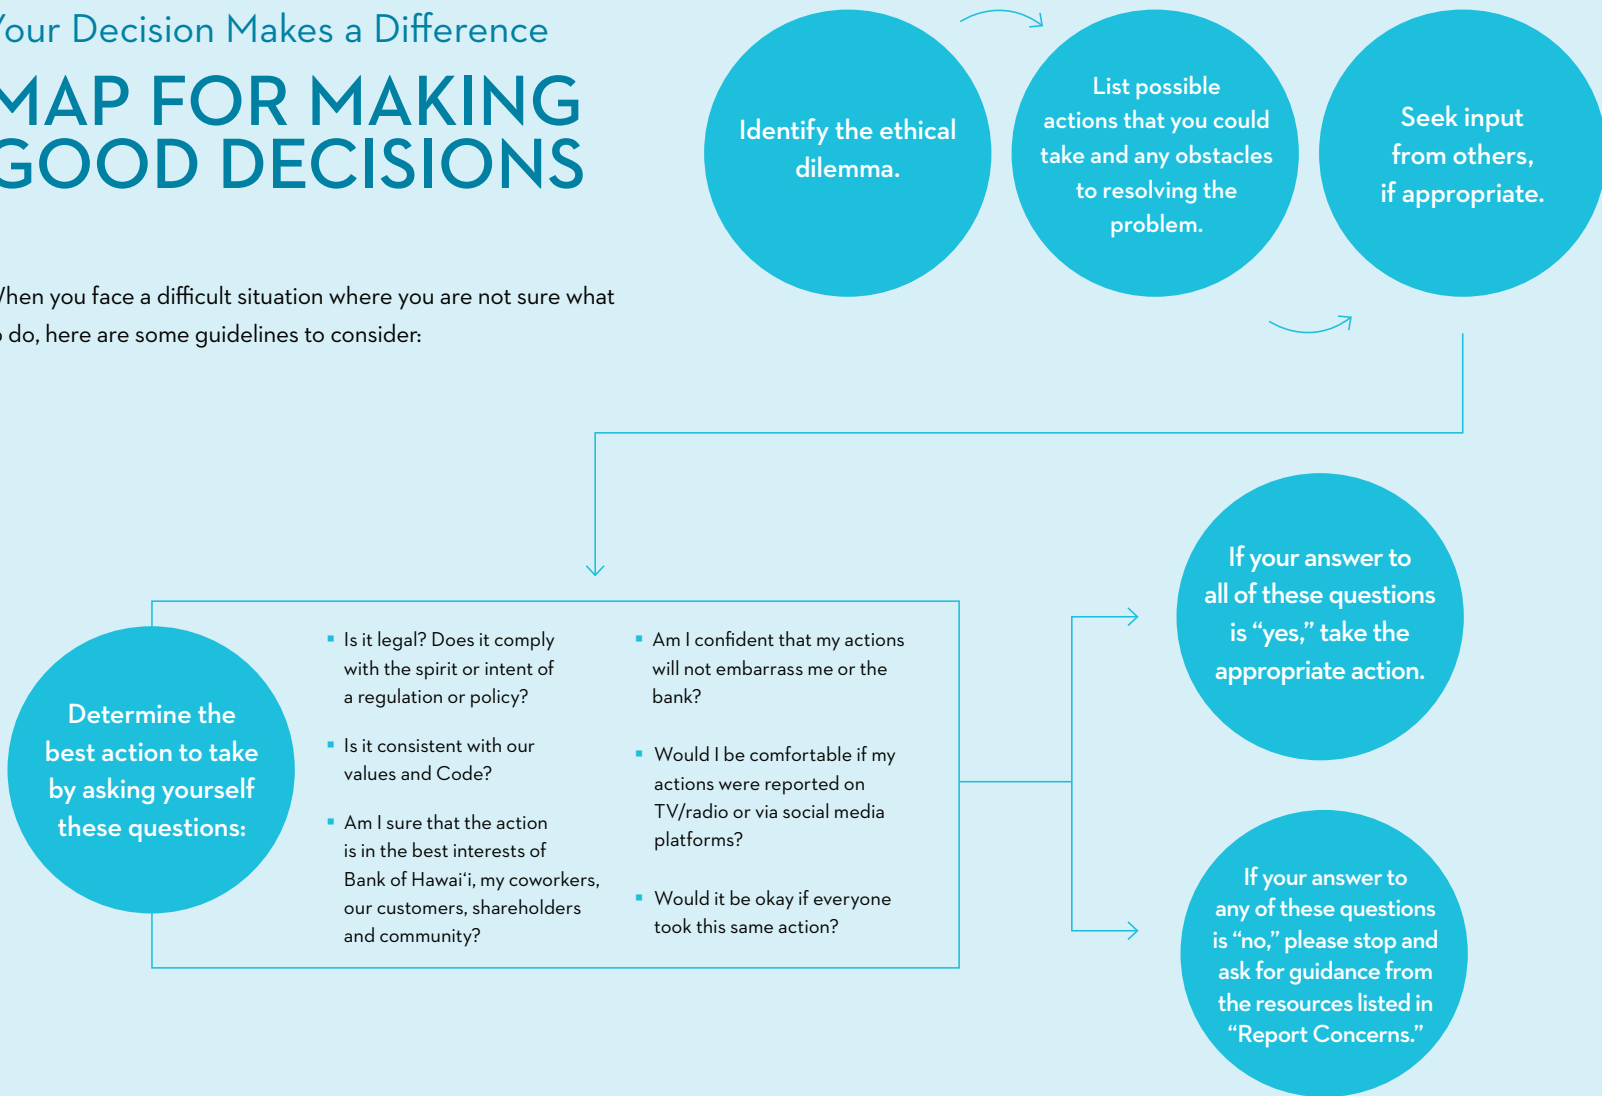 Your Decision Makes a Difference
MAP FOR MAKING
GOOD DECISIONS
When you face a difficult situation where you are not sure what
to do, here are some guidelines to consider:
Identify the ethical
dilemma.
List possible
actions that you could
take and any obstacles
to resolving the
problem.
Seek input
from others,
if appropriate.
Determine the
best action to take
by asking yourself
these questions:
▪ Is it legal? Does it comply
with the spirit or intent of
a regulation or policy?
▪ Is it consistent with our
values and Code?
▪ Am I sure that the action
is in the best interests of
Bank of Hawai‘i, my coworkers,
our customers, shareholders
and community?
▪ Am I confident that my actions
will not embarrass me or the
bank?
▪ Would I be comfortable if my
actions were reported on
TV/radio or via social media
platforms?
▪ Would it be okay if everyone
took this same action?
If your answer to
all of these questions
is “yes,” take the
appropriate action.
If your answer to
any of these questions
is “no,” please stop and
ask for guidance from
the resources listed in
“Report Concerns.”